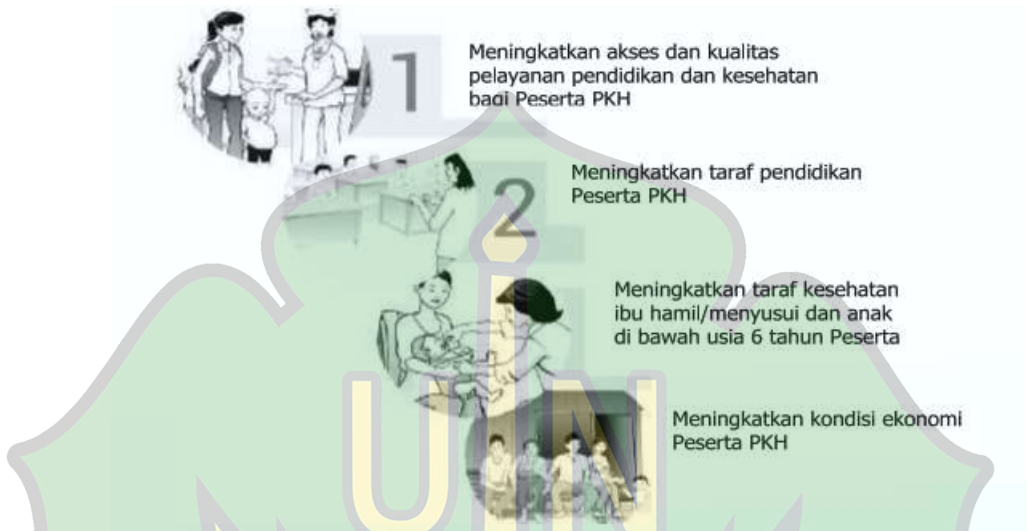 1
Meningkatkan akses dan kualitas
pelayanan pendidikan dan kesehatan
bagi Peserta PKH
2
Meningkatkan taraf pendidikan
Peserta PKH
Meningkatkan taraf kesehatan
ibu hamil/menyusui dan anak
di bawah usia 6 tahun Peserta
Meningkatkan kondisi ekonomi
Peserta PKH
UIN